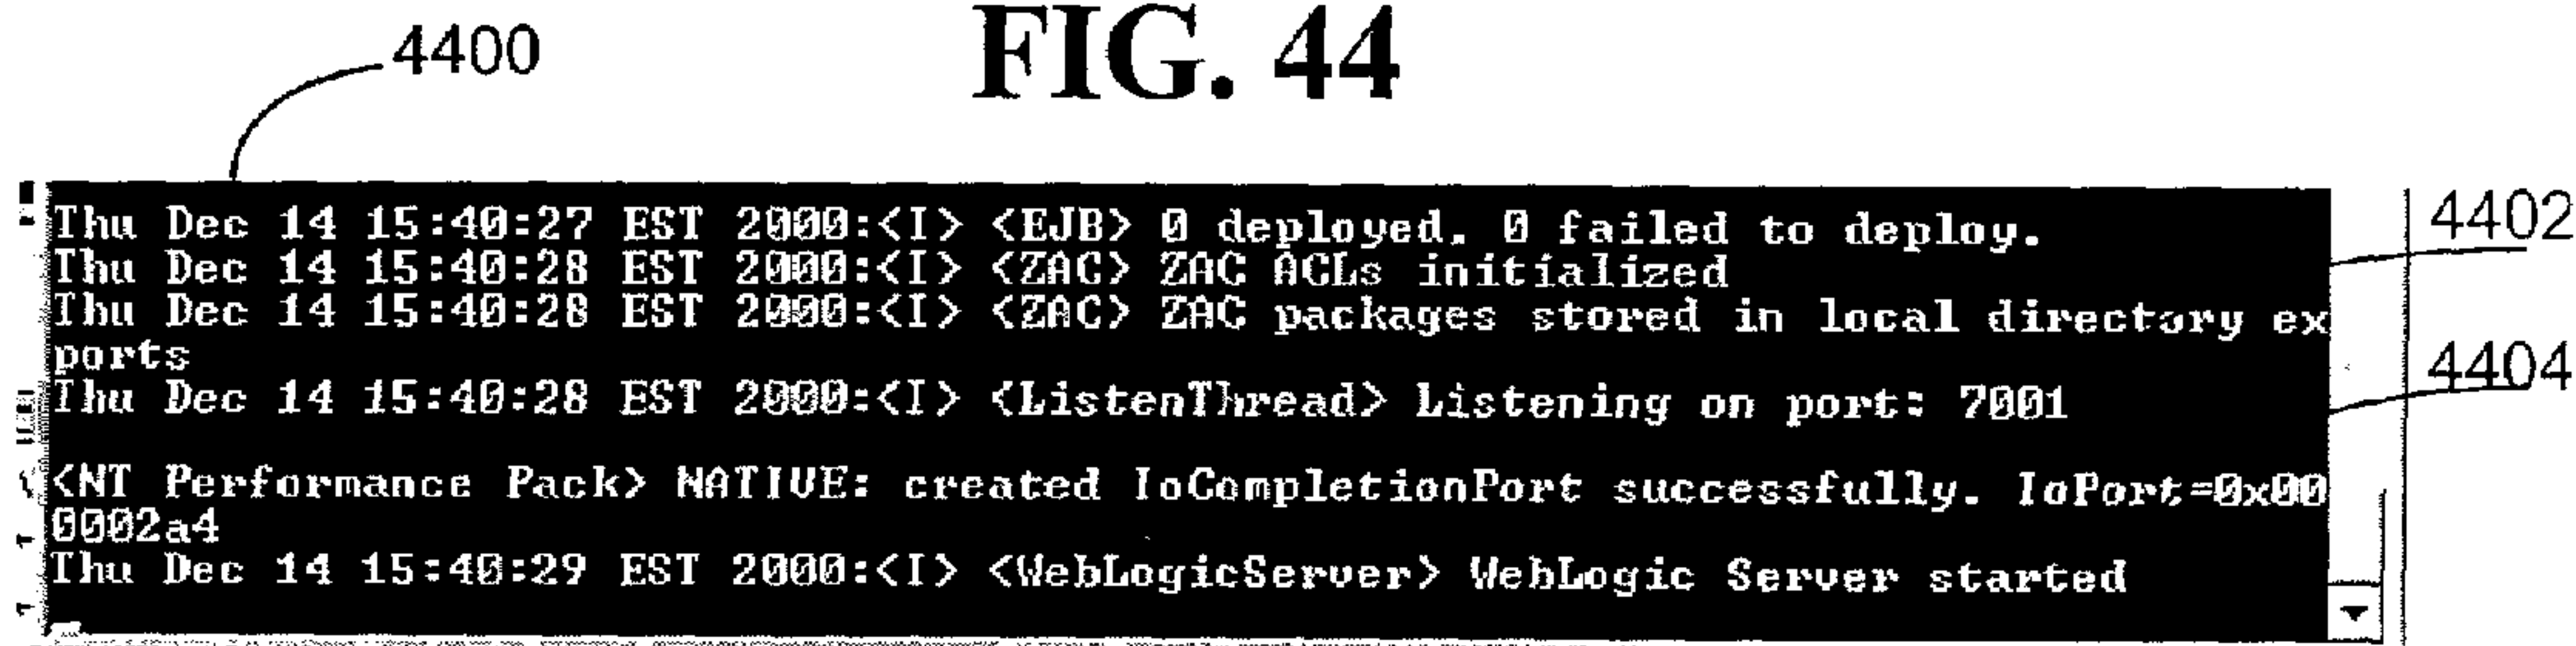 FIG. 44
4400
Thu Dec 14 15:40:27 EST 2000:<I> <EJB> 0 deployed, 0 failed to deploy.
4402
Thu Dec 14 15:40:28 EST 2000:<I> <ZAC> ZAC ACLs initialized
Thu Dec 14 15:40:28 EST 2000:<I> <ZAC> ZAC packages stored in local directory ex
ports
4404
Thu Dec 14 15:40:28 EST 2000:<I> <ListenThread> Listening on port: 7001
<NT Performance Pack> NATIVE: created IoCompletionPort successfully. IoPort=0x00
0002a4
Thu Dec 14 15:40:29 EST 2000:<I> <WebLogicServer> WebLogic Server started